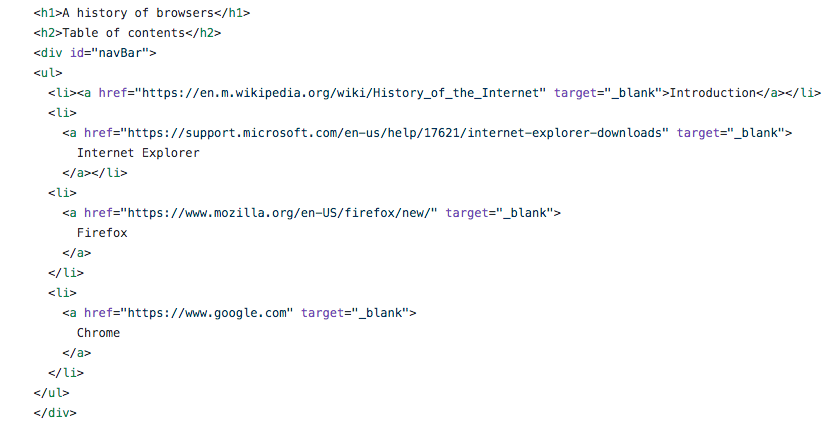 <h1>A history of browsers</h1>
<h2>Table of contents</h2>
<div id="navBar">
<ul>
<li><a href="https://en.m.wikipedia.org/wiki/History_of_the_Internet" target="_blank">Introduction</a></li>
<li>
<a href="https://support.microsoft.com/en-us/help/17621/internet-explorer-downloads" target="_blank">
Internet Explorer
</a></li>
<li>
<a href="https://www.mozilla.org/en-US/firefox/new/" target="_blank">
Firefox
</a>
</li>
<li>
<a href="https://www.google.com" target="_blank">
Chrome
</a>
</li>
</ul>
</div>